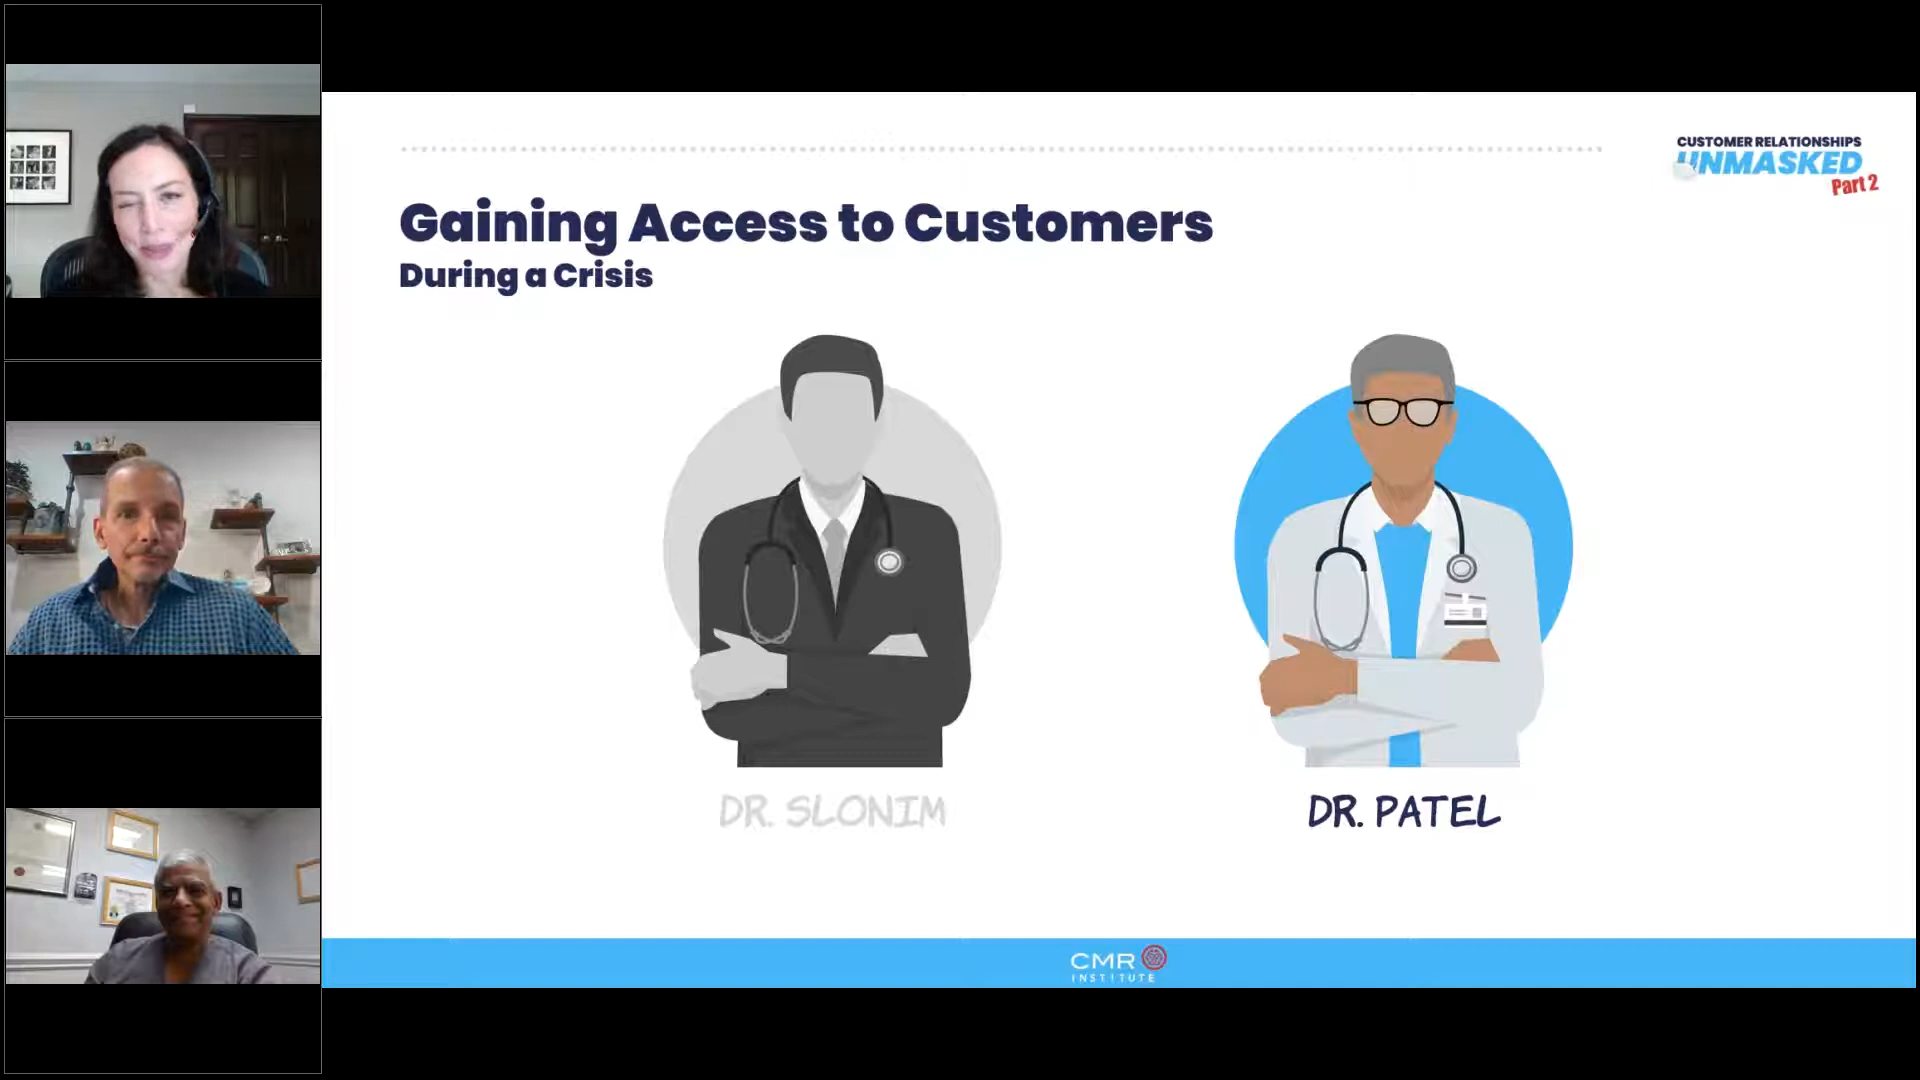 CUSTOMER RELATIONSHIPS
UNMASKED
Part 2
Gaining Access to Customers
During a Crisis
DR. SLONIM
DR. PATEL
CMR
INSTITUTE